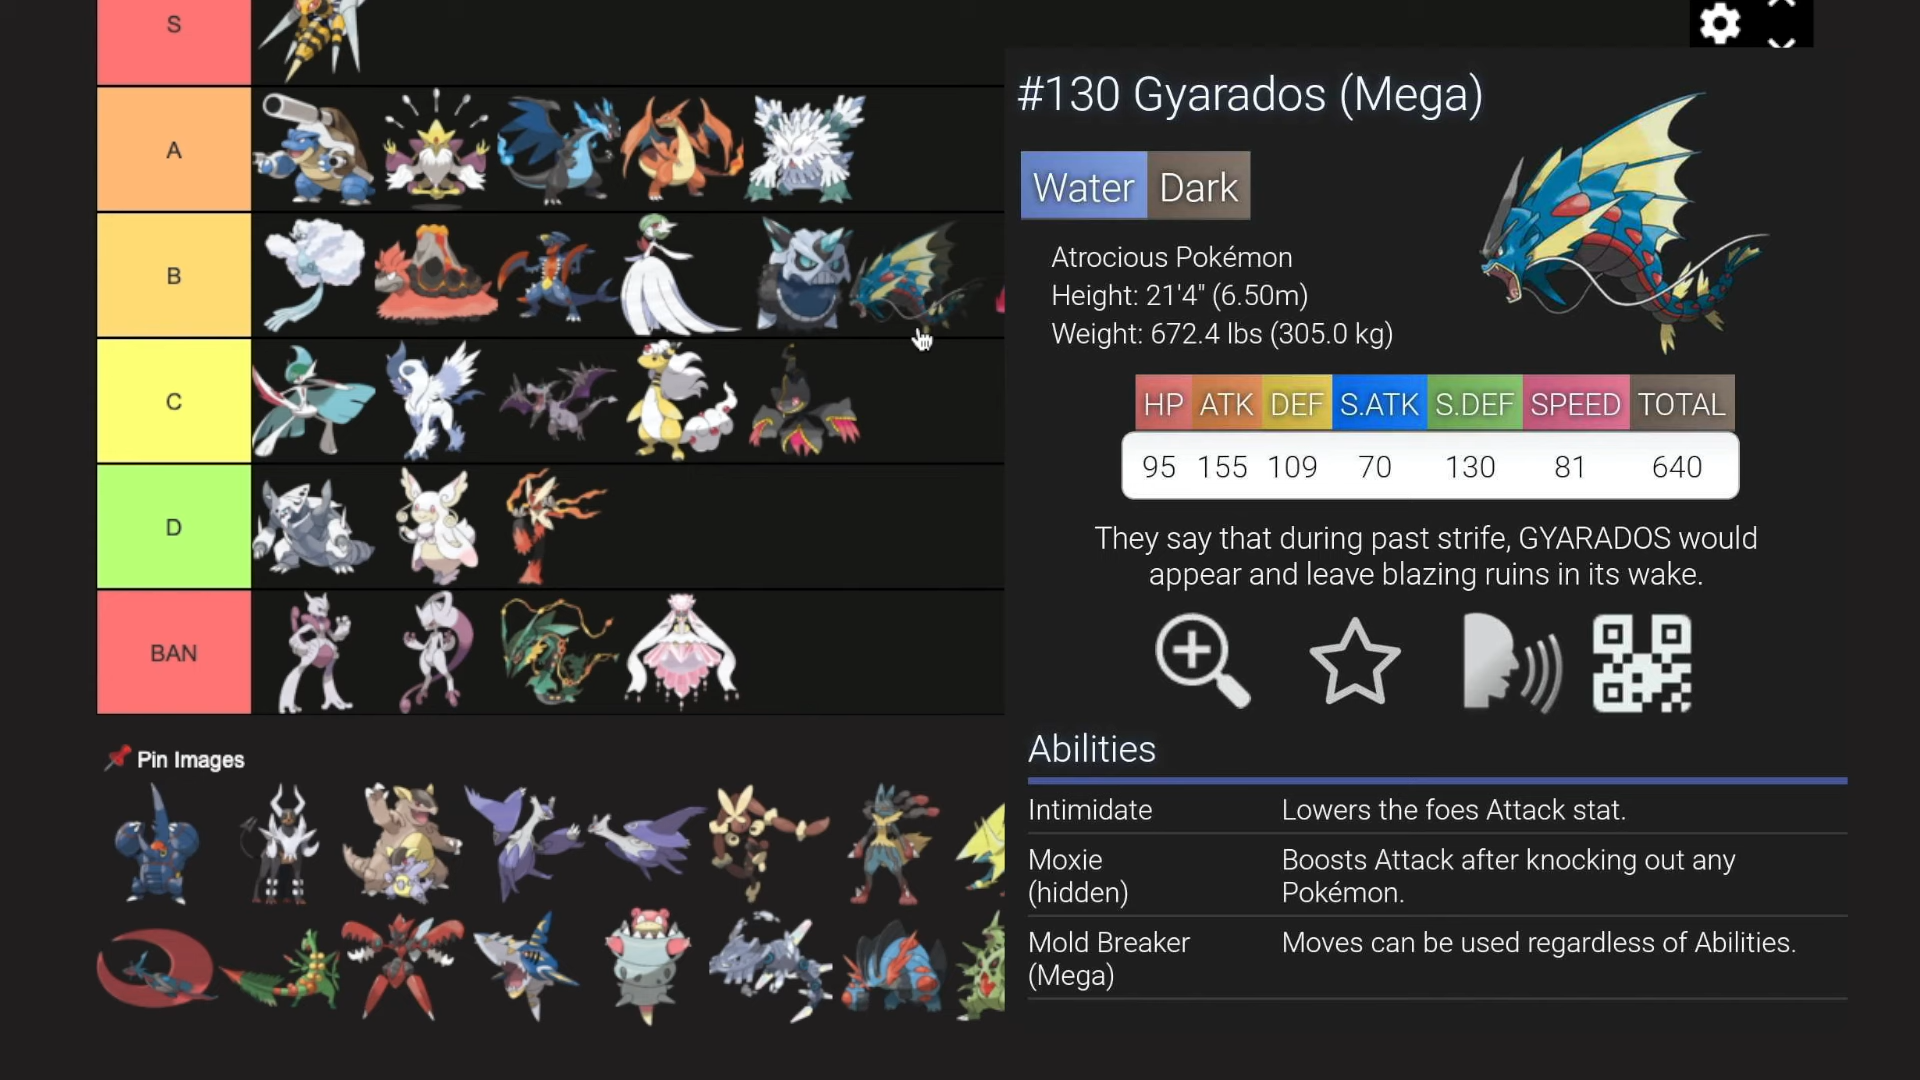 S
A
B
C
D
BAN
Pin Images
#130 Gyarados (Mega)
Water Dark
Atrocious Pokémon
Height: 21'4" (6.50m)
Weight: 672.4 lbs (305.0 kg)
HP ATK DEF S.ATK S.DEF SPEED TOTAL
95 155 109 70 130 81 640
They say that during past strife, GYARADOS would
appear and leave blazing ruins in its wake.
Abilities
Intimidate Lowers the foes Attack stat.
Moxie Boosts Attack after knocking out any
(hidden) Pokémon.
Mold Breaker Moves can be used regardless of Abilities.
(Mega)